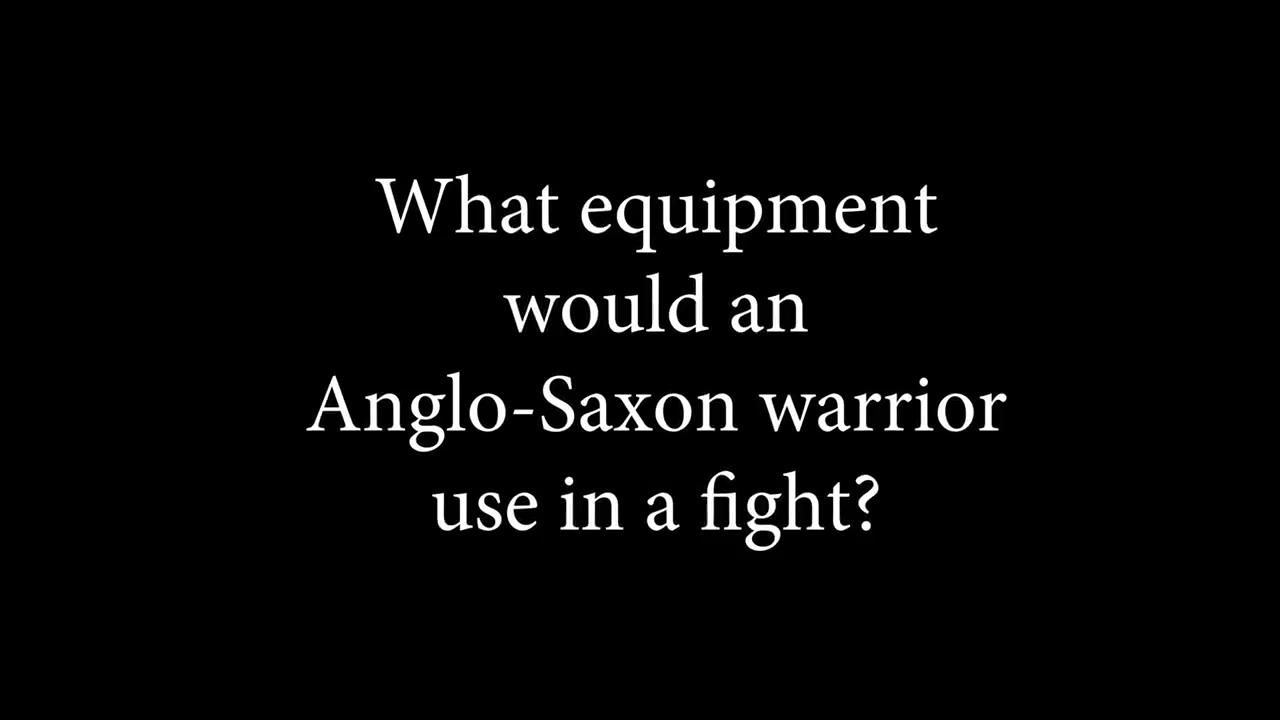 What equipment
would an
Anglo-Saxon warrior
use in a fight?